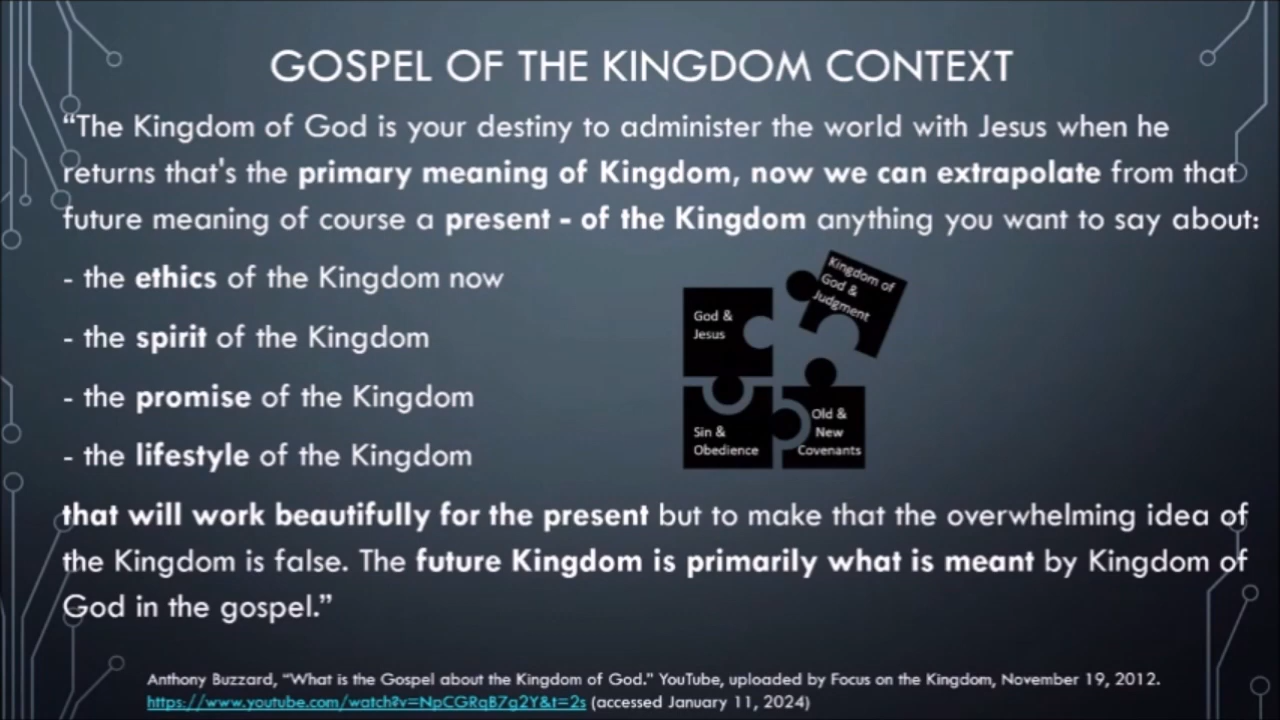 GOSPEL OF THE KINGDOM CONTEXT
“The Kingdom of God is your destiny to administer the world with Jesus when he
returns that's the primary meaning of Kingdom, now we can extrapolate from that
future meaning of course a present - of the Kingdom anything you want to say about:
- the ethics of the Kingdom now
- the spirit of the Kingdom
- the promise of the Kingdom
- the lifestyle of the Kingdom
Kingdom of
God &
Judgment
God &
Jesus
Sin &
Obedience
Old &
New
Covenants
that will work beautifully for the present but to make that the overwhelming idea of
the Kingdom is false. The future Kingdom is primarily what is meant by Kingdom of
God in the gospel.”
Anthony Buzzard, “What is the Gospel about the Kingdom of God.” YouTube, uploaded by Focus on the Kingdom, November 19, 2012.
https://www.youtube.com/watch?v=NpCGRqB7g2Y&t=2s (accessed January 11, 2024)